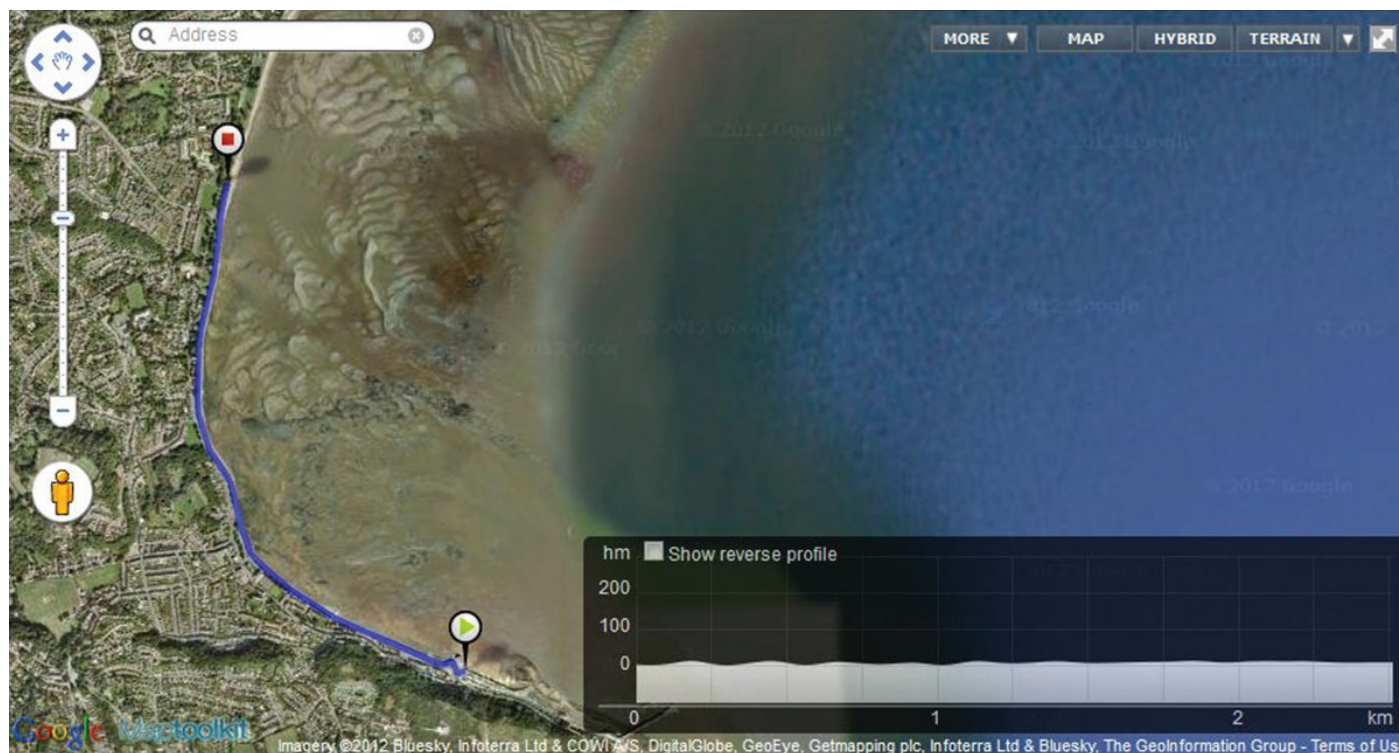 Address
MORE ▼ MAP HYBRID TERRAIN ▼
+
© 2012 Google
© 2012 Google
© 2012 Google
© 2012 Google
−
hm Show reverse profile
200
100
0
0 1 2 km
Google Maptoolkit
Imagery ©2012 Bluesky, Infoterra Ltd & COWI A/S, DigitalGlobe, GeoEye, Getmapping plc, Infoterra Ltd & Bluesky, The GeoInformation Group - Terms of Us